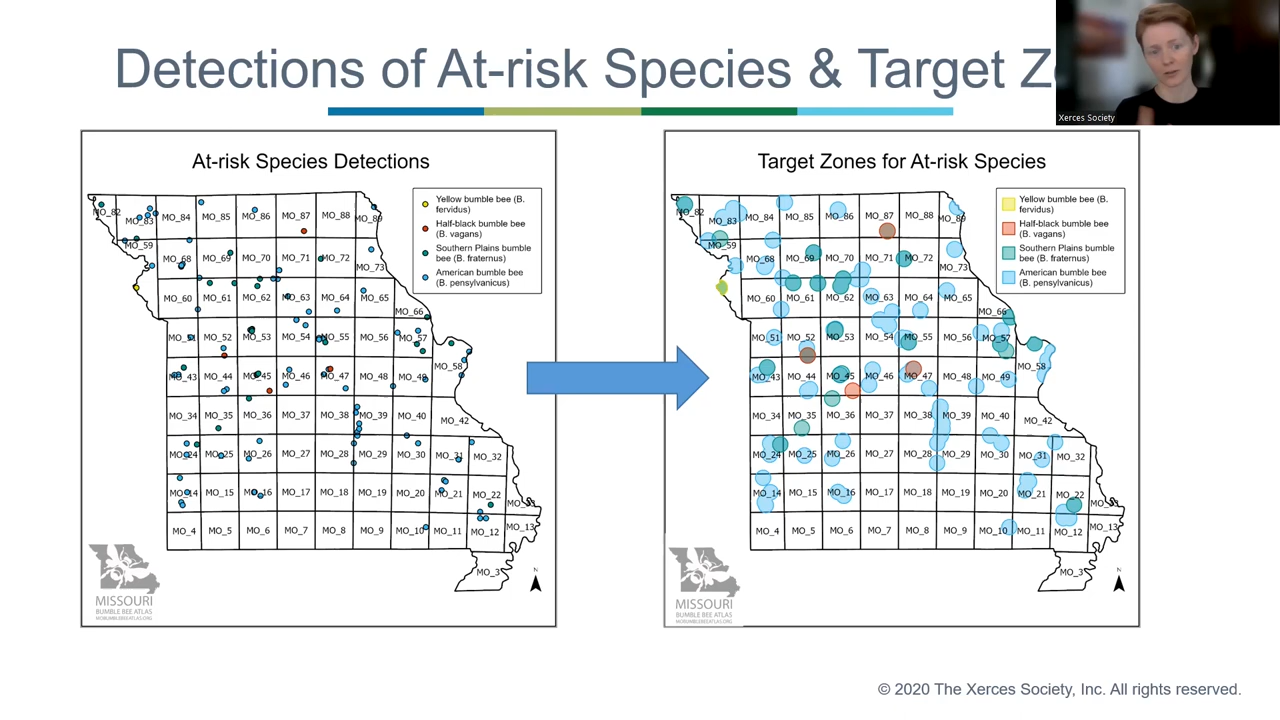 Detections of At-risk Species & Target
Xerces Society
At-risk Species Detections
Yellow bumble bee (B.
fervidus)
Half-black bumble bee
(B. vagans)
Southern Plains bumble
bee (B. fraternus)
American bumble bee
(B. pensylvanicus)
MO_82 MO_83 MO_84 MO_85 MO_86 MO_87 MO_88 MO_89
MO_59 MO_68 MO_69 MO_70 MO_71 MO_72 MO_73
MO_60 MO_61 MO_62 MO_63 MO_64 MO_65
MO_66
MO_51 MO_52 MO_53 MO_54 MO_55 MO_56 MO_57
MO_58
MO_43 MO_44 MO_45 MO_46 MO_47 MO_48 MO_49
MO_34 MO_35 MO_36 MO_37 MO_38 MO_39 MO_40 MO_42
MO_24 MO_25 MO_26 MO_27 MO_28 MO_29 MO_30 MO_31 MO_32
MO_14 MO_15 MO_16 MO_17 MO_18 MO_19 MO_20 MO_21 MO_22
MO_4 MO_5 MO_6 MO_7 MO_8 MO_9 MO_10 MO_11 MO_12 MO_13
MO_3
N
MISSOURI
BUMBLE BEE ATLAS
MOBUMBLEBEEATLAS.ORG
Target Zones for At-risk Species
Yellow bumble bee (B.
fervidus)
Half-black bumble bee
(B. vagans)
Southern Plains bumble
bee (B. fraternus)
American bumble bee
(B. pensylvanicus)
MO_82 MO_83 MO_84 MO_85 MO_86 MO_87 MO_88 MO_89
MO_59 MO_68 MO_69 MO_70 MO_71 MO_72 MO_73
MO_60 MO_61 MO_62 MO_63 MO_64 MO_65
MO_66
MO_51 MO_52 MO_53 MO_54 MO_55 MO_56 MO_57
MO_58
MO_43 MO_44 MO_45 MO_46 MO_47 MO_48 MO_49
MO_34 MO_35 MO_36 MO_37 MO_38 MO_39 MO_40 MO_42
MO_24 MO_25 MO_26 MO_27 MO_28 MO_29 MO_30 MO_31 MO_32
MO_14 MO_15 MO_16 MO_17 MO_18 MO_19 MO_20 MO_21 MO_22
MO_4 MO_5 MO_6 MO_7 MO_8 MO_9 MO_10 MO_11 MO_12 MO_13
MO_3
N
MISSOURI
BUMBLE BEE ATLAS
MOBUMBLEBEEATLAS.ORG
© 2020 The Xerces Society, Inc. All rights reserved.